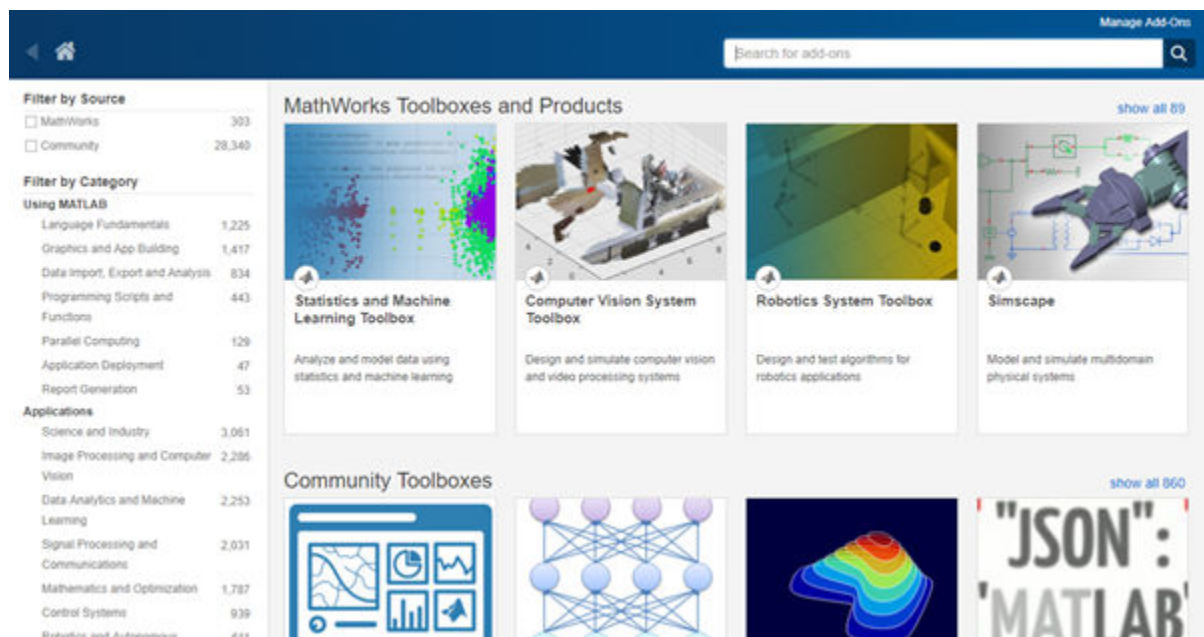 Manage Add-Ons
Search for add-ons
Filter by Source
MathWorks 303
Community 28,340
Filter by Category
Using MATLAB
Language Fundamentals 1,225
Graphics and App Building 1,417
Data Import, Export and Analysis 834
Programming Scripts and 443
Functions
Parallel Computing 129
Application Deployment 47
Report Generation 53
Applications
Science and Industry 3,061
Image Processing and Computer 2,286
Vision
Data Analytics and Machine 2,253
Learning
Signal Processing and 2,031
Communications
Mathematics and Optimization 1,787
Control Systems 939
Robotics and Autonomous
MathWorks Toolboxes and Products show all 89
Statistics and Machine
Learning Toolbox
Analyze and model data using
statistics and machine learning
Computer Vision System
Toolbox
Design and simulate computer vision
and video processing systems
Robotics System Toolbox
Design and test algorithms for
robotics applications
Simscape
Model and simulate multidomain
physical systems
Community Toolboxes show all 860
"JSON":
'MATLAB'